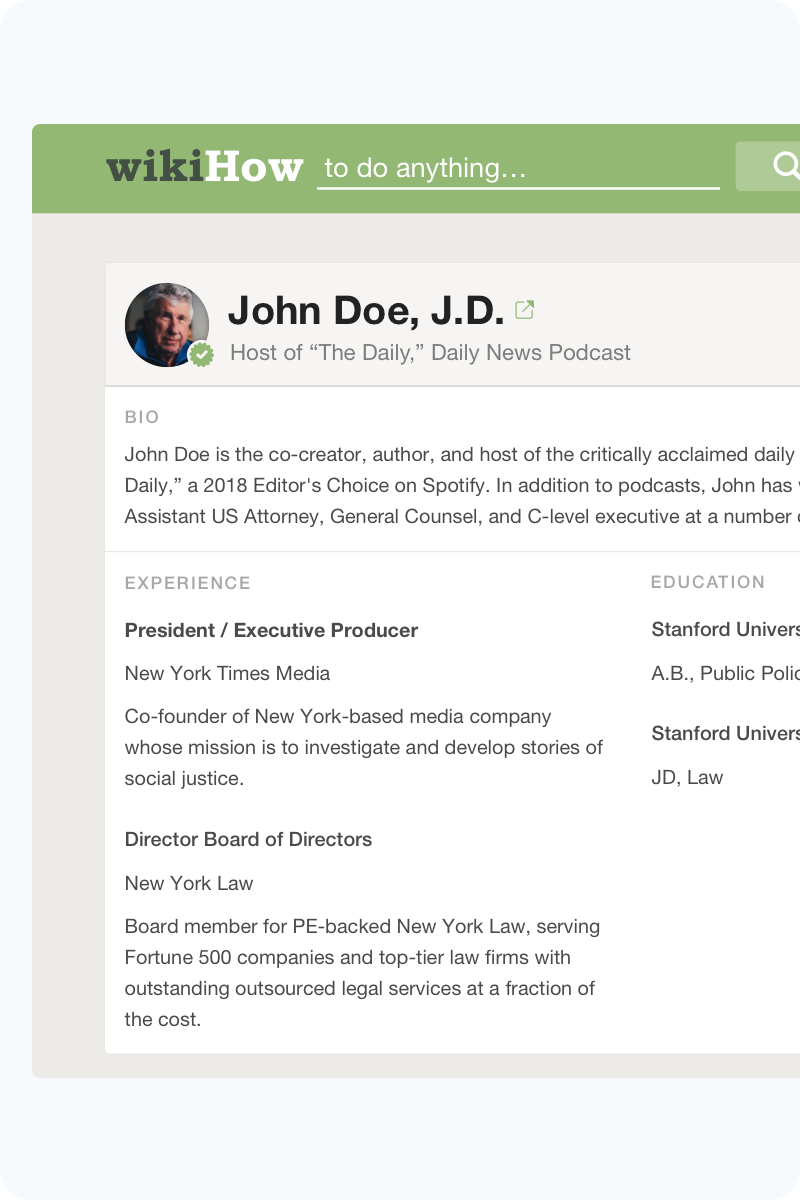 wikiHow to do anything...
John Doe, J.D.
Host of “The Daily,” Daily News Podcast
BIO
John Doe is the co-creator, author, and host of the critically acclaimed daily
Daily,” a 2018 Editor's Choice on Spotify. In addition to podcasts, John has
Assistant US Attorney, General Counsel, and C-level executive at a number
EXPERIENCE
President / Executive Producer
New York Times Media
Co-founder of New York-based media company
whose mission is to investigate and develop stories of
social justice.
Director Board of Directors
New York Law
Board member for PE-backed New York Law, serving
Fortune 500 companies and top-tier law firms with
outstanding outsourced legal services at a fraction of
the cost.
EDUCATION
Stanford Univers
A.B., Public Polic
Stanford Univers
JD, Law